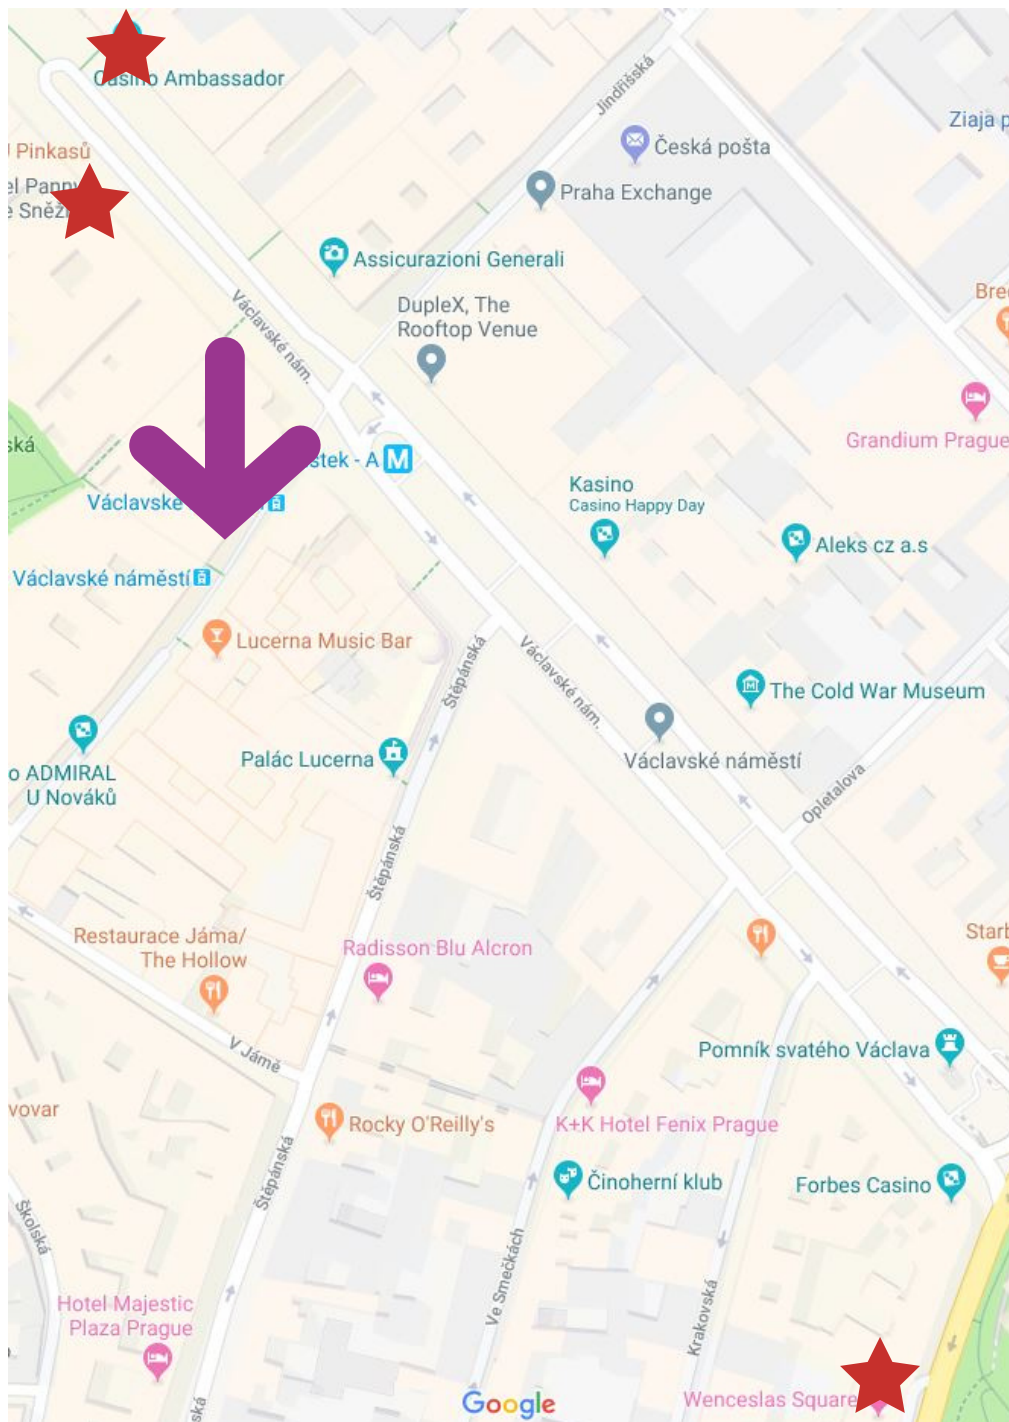 Casino Ambassador
Jindřišská
Ziaja
Pinkasů
Česká pošta
Praha Exchange
Assicurazioni Generali
DupleX, The
Rooftop Venue
Václavské nám.
Grandium Prague
stek - A M
Kasino
Casino Happy Day
Václavské
Aleks cz a.s
Václavské náměstí
Lucerna Music Bar
Štěpánská
Václavské nám.
The Cold War Museum
Palác Lucerna
Václavské náměstí
ADMIRAL
U Nováků
Opletalova
Štěpánská
Restaurace Jáma/
The Hollow
Radisson Blu Alcron
V Jámě
Pomník svatého Václava
Rocky O'Reilly's
K+K Hotel Fenix Prague
Činoherní klub
Forbes Casino
Štěpánská
Školská
Ve Smečkách
Krakovská
Hotel Majestic
Plaza Prague
Wenceslas Square
Google